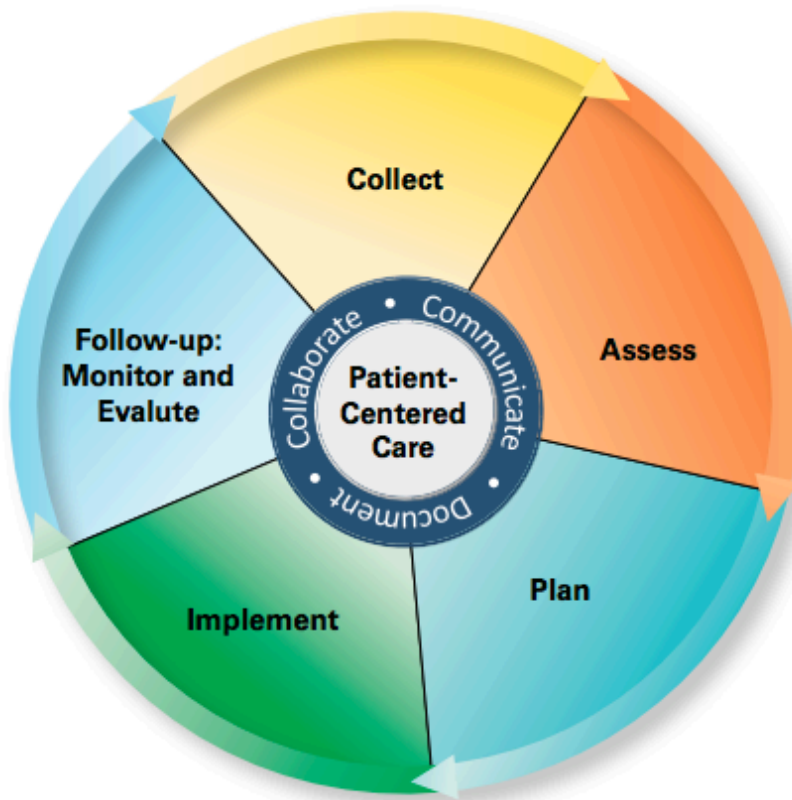 Collect
Assess
Plan
Implement
Follow-up:
Monitor and
Evalute
Collaborate • Communicate • Document •
Patient-
Centered
Care